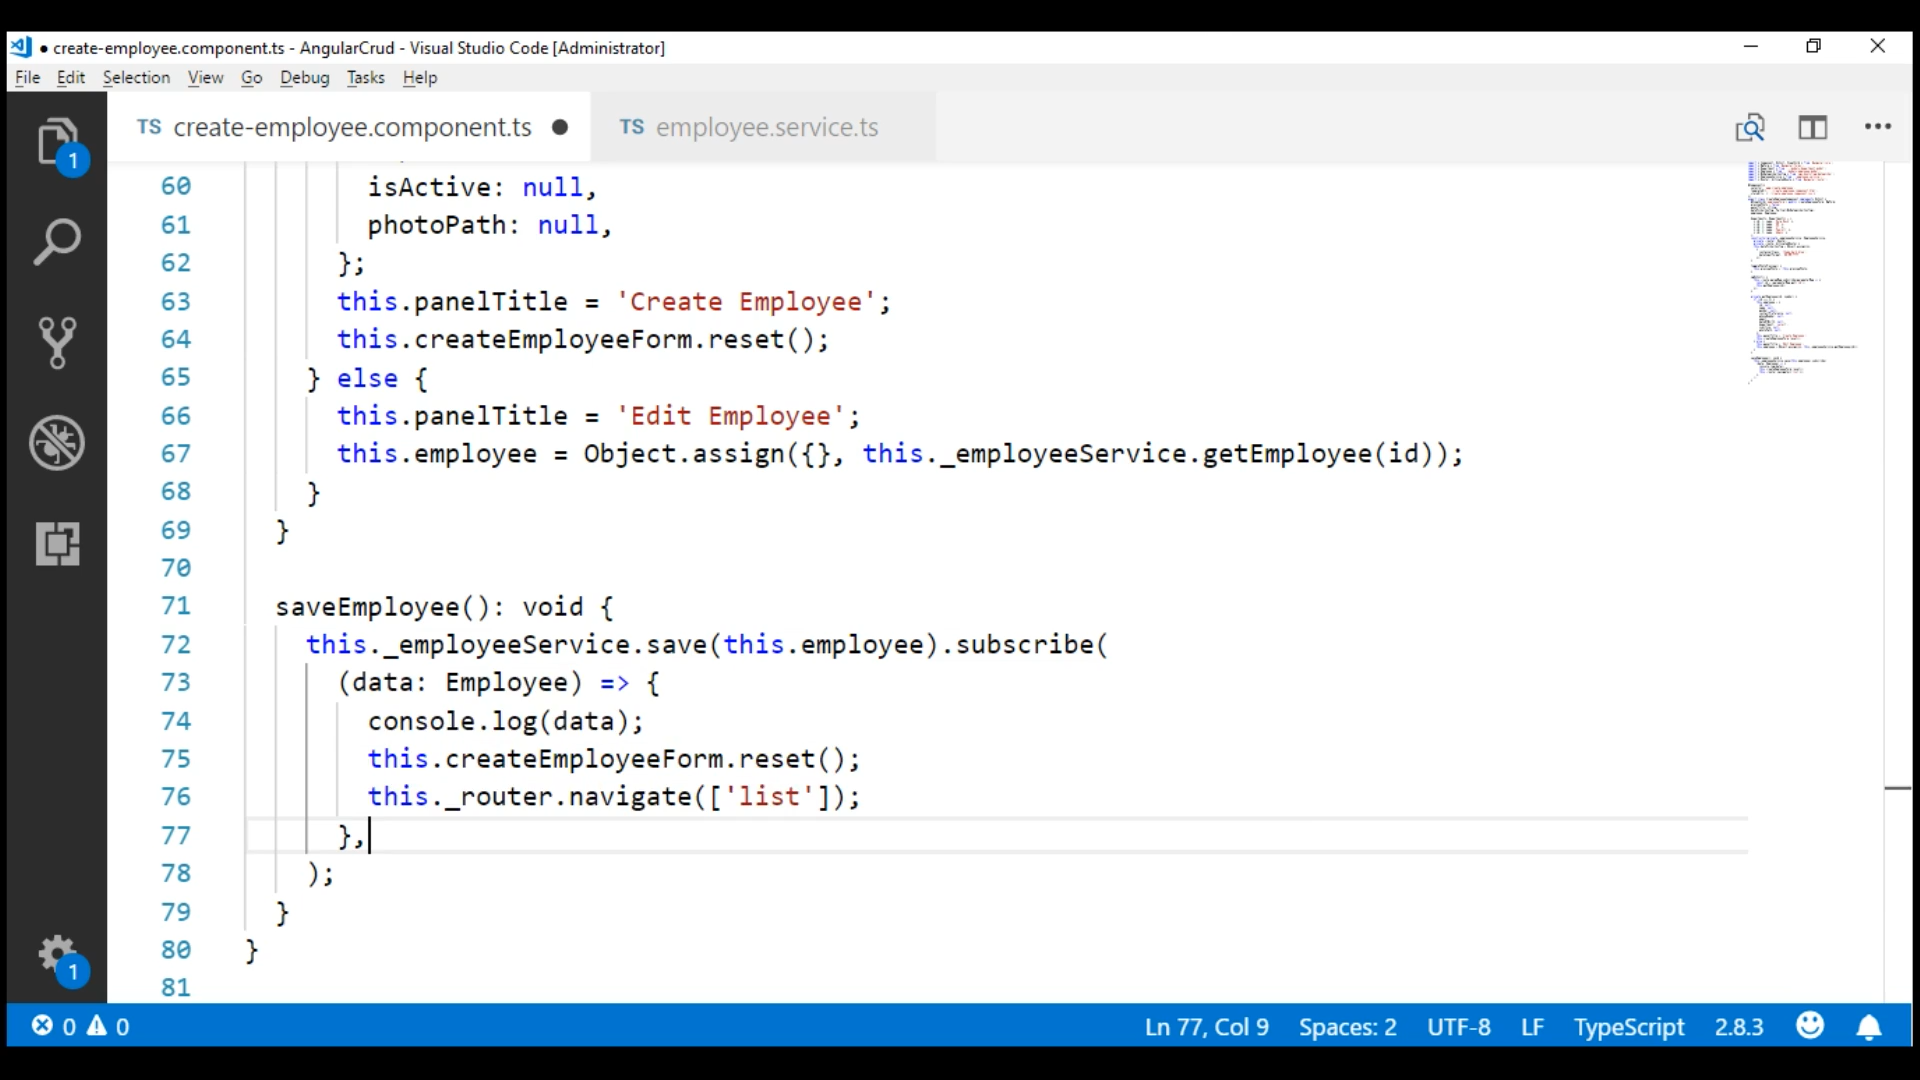 create-employee.component.ts - AngularCrud - Visual Studio Code [Administrator]
File Edit Selection View Go Debug Tasks Help
TS create-employee.component.ts TS employee.service.ts
1
60 isActive: null,
61 photoPath: null,
62 };
63 this.panelTitle = 'Create Employee';
64 this.createEmployeeForm.reset();
65 } else {
66 this.panelTitle = 'Edit Employee';
67 this.employee = Object.assign({}, this._employeeService.getEmployee(id));
68 }
69 }
70
71 saveEmployee(): void {
72 this._employeeService.save(this.employee).subscribe(
73 (data: Employee) => {
74 console.log(data);
75 this.createEmployeeForm.reset();
76 this._router.navigate(['list']);
77 },
78 );
79 }
80 }
1
81
0 0 Ln 77, Col 9 Spaces: 2 UTF-8 LF TypeScript 2.8.3